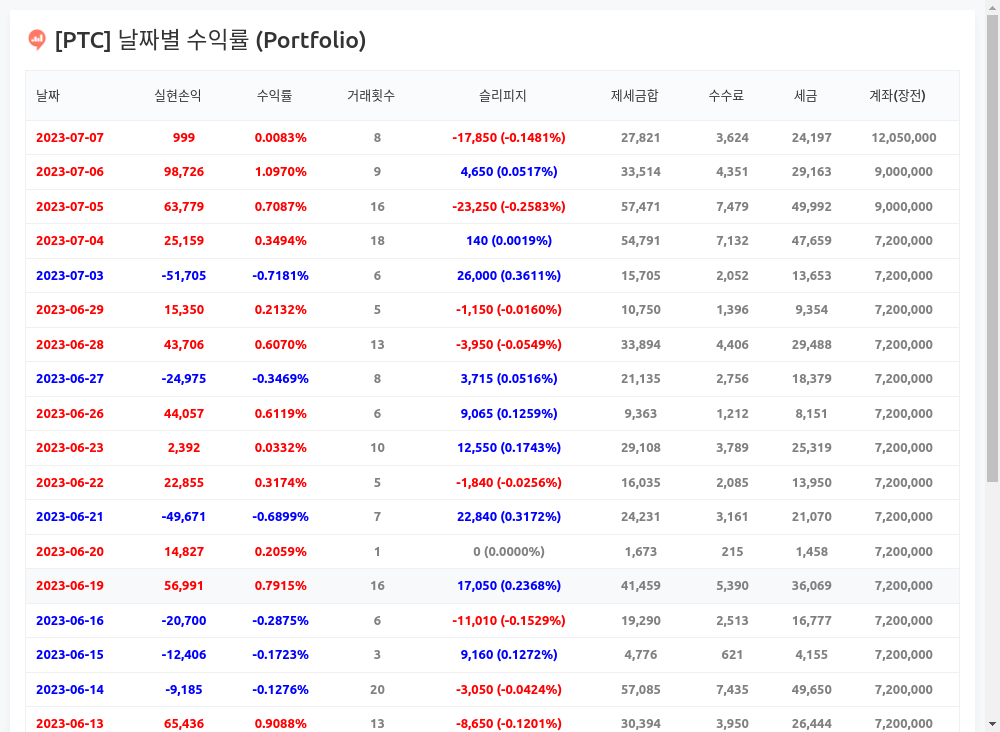 [PTC] 날짜별 수익률 (Portfolio)
날짜 실현손익 수익률 거래횟수 슬리피지 제세금합 수수료 세금 계좌(장전)
2023-07-07 999 0.0083% 8 -17,850 (-0.1481%) 27,821 3,624 24,197 12,050,000
2023-07-06 98,726 1.0970% 9 4,650 (0.0517%) 33,514 4,351 29,163 9,000,000
2023-07-05 63,779 0.7087% 16 -23,250 (-0.2583%) 57,471 7,479 49,992 9,000,000
2023-07-04 25,159 0.3494% 18 140 (0.0019%) 54,791 7,132 47,659 7,200,000
2023-07-03 -51,705 -0.7181% 6 26,000 (0.3611%) 15,705 2,052 13,653 7,200,000
2023-06-29 15,350 0.2132% 5 -1,150 (-0.0160%) 10,750 1,396 9,354 7,200,000
2023-06-28 43,706 0.6070% 13 -3,950 (-0.0549%) 33,894 4,406 29,488 7,200,000
2023-06-27 -24,975 -0.3469% 8 3,715 (0.0516%) 21,135 2,756 18,379 7,200,000
2023-06-26 44,057 0.6119% 6 9,065 (0.1259%) 9,363 1,212 8,151 7,200,000
2023-06-23 2,392 0.0332% 10 12,550 (0.1743%) 29,108 3,789 25,319 7,200,000
2023-06-22 22,855 0.3174% 5 -1,840 (-0.0256%) 16,035 2,085 13,950 7,200,000
2023-06-21 -49,671 -0.6899% 7 22,840 (0.3172%) 24,231 3,161 21,070 7,200,000
2023-06-20 14,827 0.2059% 1 0 (0.0000%) 1,673 215 1,458 7,200,000
2023-06-19 56,991 0.7915% 16 17,050 (0.2368%) 41,459 5,390 36,069 7,200,000
2023-06-16 -20,700 -0.2875% 6 -11,010 (-0.1529%) 19,290 2,513 16,777 7,200,000
2023-06-15 -12,406 -0.1723% 3 9,160 (0.1272%) 4,776 621 4,155 7,200,000
2023-06-14 -9,185 -0.1276% 20 -3,050 (-0.0424%) 57,085 7,435 49,650 7,200,000
2023-06-13 65,436 0.9088% 13 -8,650 (-0.1201%) 30,394 3,950 26,444 7,200,000